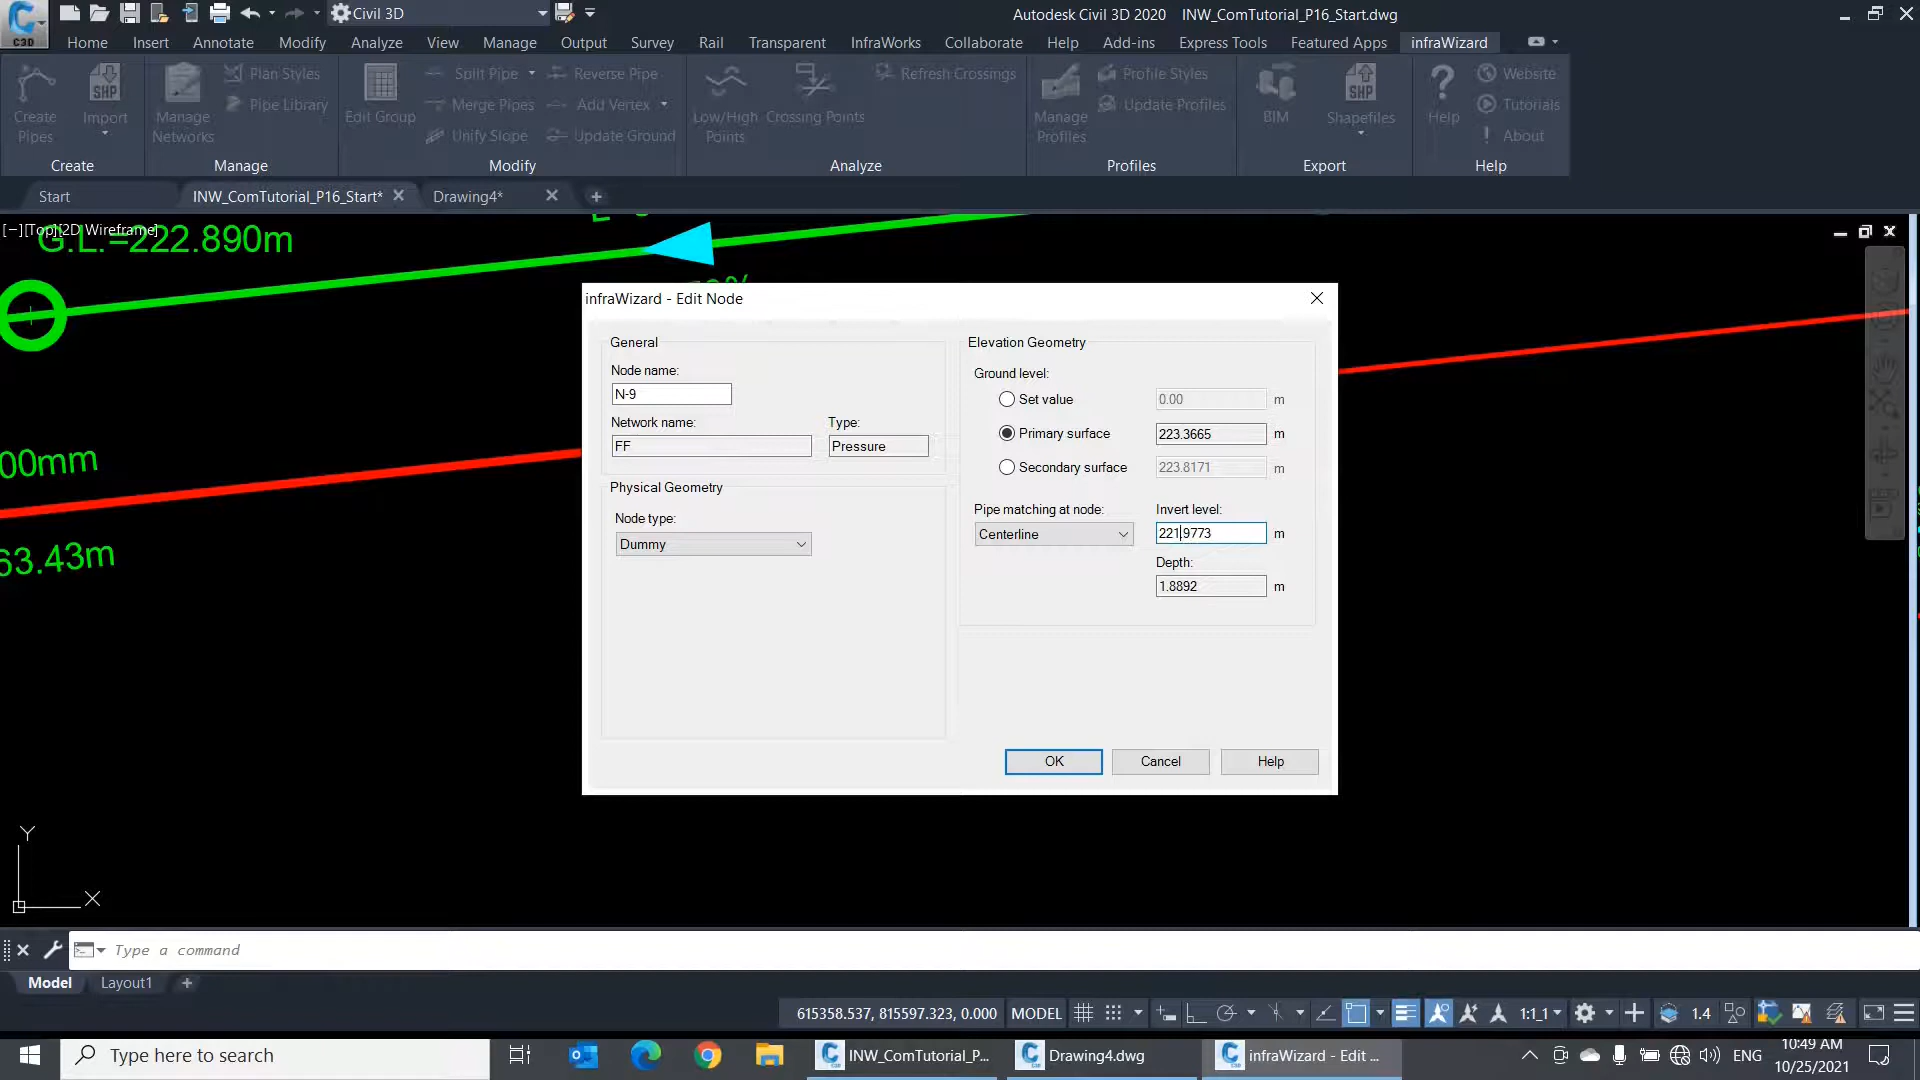 Civil 3D
Autodesk Civil 3D 2020 INW_ComTutorial_P16_Start.dwg
C3D
Home Insert Annotate Modify Analyze View Manage Output Survey Rail Transparent InfraWorks Collaborate Help Add-ins Express Tools Featured Apps infraWizard
Create Pipes
SHP Import
Manage Networks
Plan Styles
Pipe Library
Edit Group
Split Pipe
Merge Pipes
Unify Slope
Reverse Pipe
Add Vertex
Update Ground
Low/High Points
Crossing Points
Refresh Crossings
Manage Profiles
Profile Styles
Update Profiles
BIM
SHP Shapefiles
Help
Website
Tutorials
About
Create Manage Modify Analyze Profiles Export Help
Start INW_ComTutorial_P16_Start* Drawing4*
[−][Top][2D Wireframe]
G.L.=222.890m
00mm
63.43m
infraWizard - Edit Node
General
Node name:
N-9
Network name: Type:
FF Pressure
Physical Geometry
Node type:
Dummy
Elevation Geometry
Ground level:
Set value 0.00 m
Primary surface 223.3665 m
Secondary surface 223.8171 m
Pipe matching at node: Invert level:
Centerline 221.9773 m
Depth:
1.8892 m
OK Cancel Help
Y
X
Type a command
Model Layout1
615358.537, 815597.323, 0.000 MODEL 1:1_1 1.4
Type here to search
INW_ComTutorial_P... Drawing4.dwg infraWizard - Edit ...
ENG
10:49 AM
10/25/2021